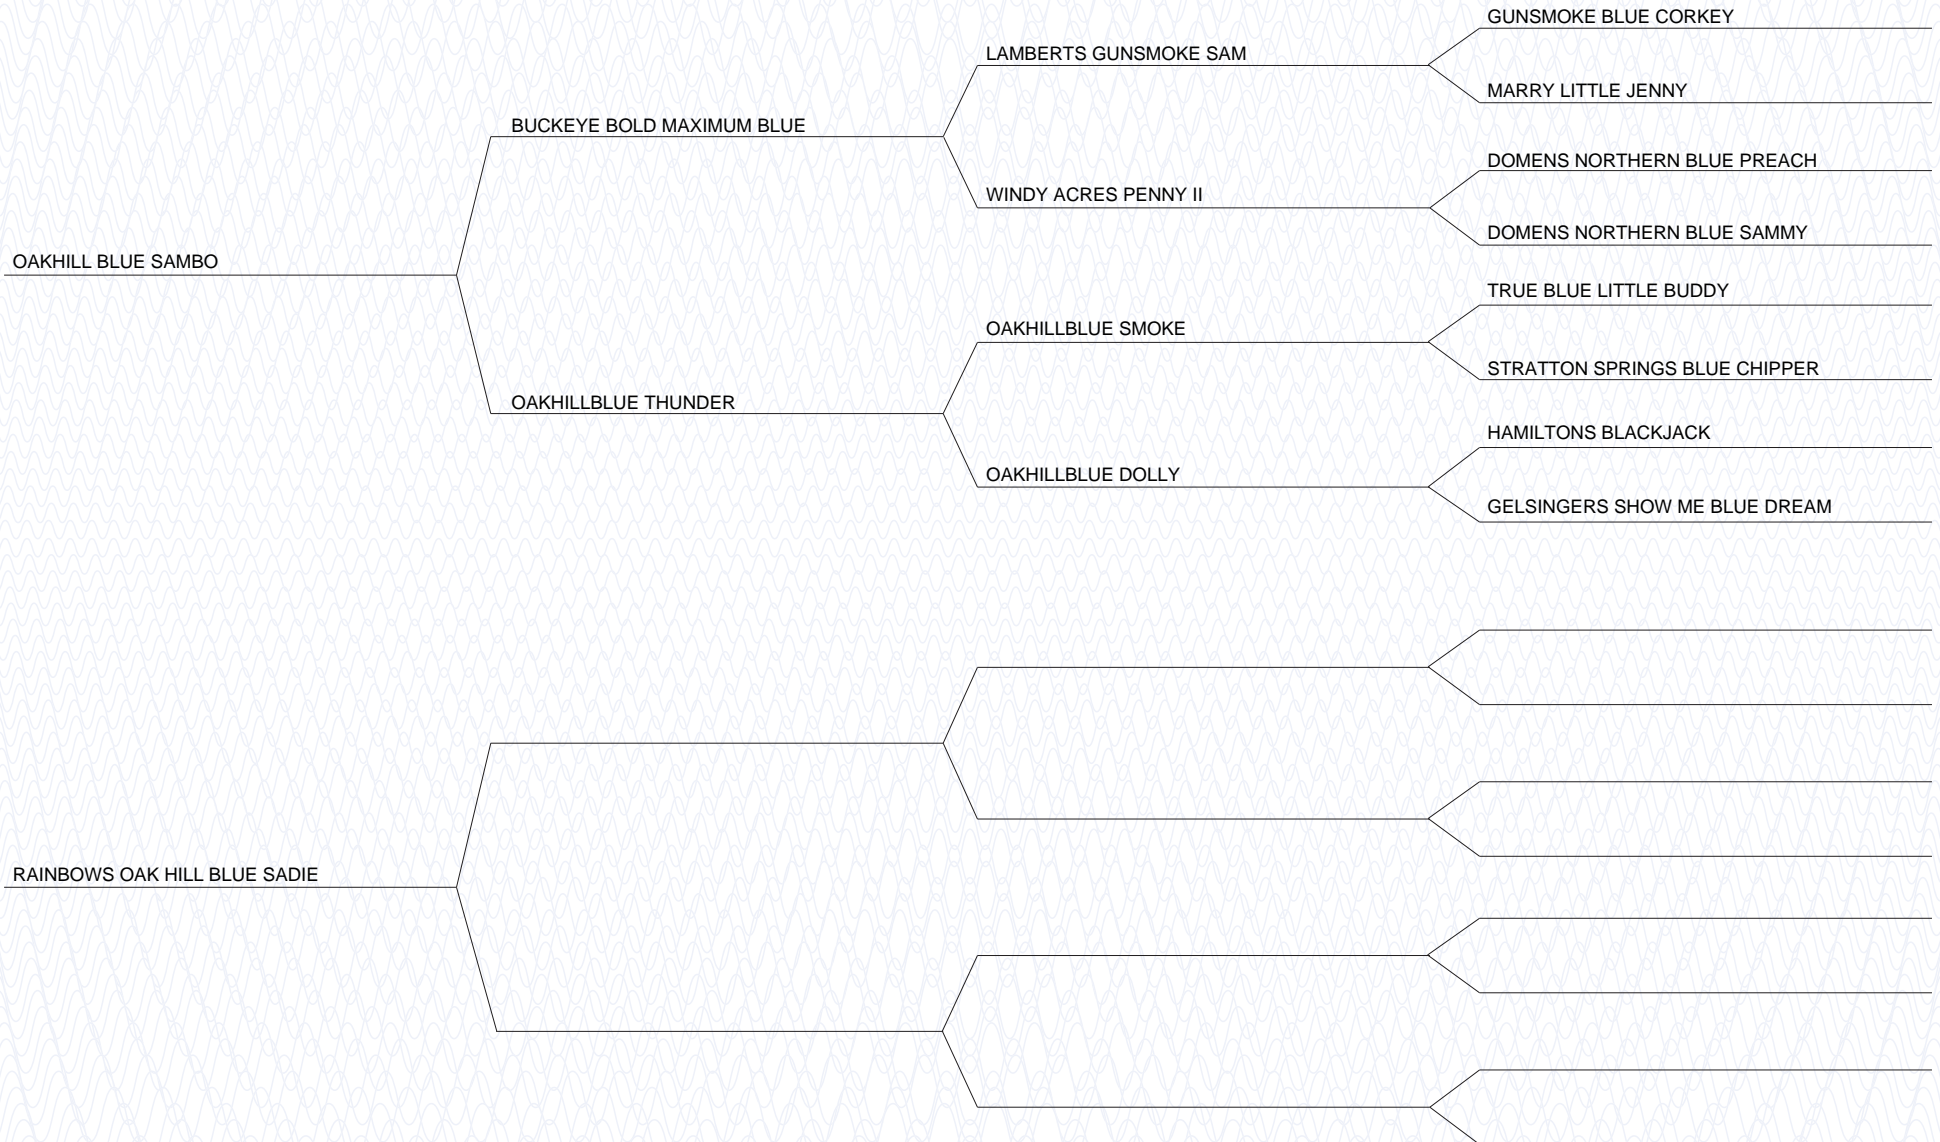 GUNSMOKE BLUE CORKEY
LAMBERTS GUNSMOKE SAM
MARRY LITTLE JENNY
BUCKEYE BOLD MAXIMUM BLUE
DOMENS NORTHERN BLUE PREACH
WINDY ACRES PENNY II
DOMENS NORTHERN BLUE SAMMY
OAKHILL BLUE SAMBO
TRUE BLUE LITTLE BUDDY
OAKHILLBLUE SMOKE
STRATTON SPRINGS BLUE CHIPPER
OAKHILLBLUE THUNDER
HAMILTONS BLACKJACK
OAKHILLBLUE DOLLY
GELSINGERS SHOW ME BLUE DREAM
RAINBOWS OAK HILL BLUE SADIE